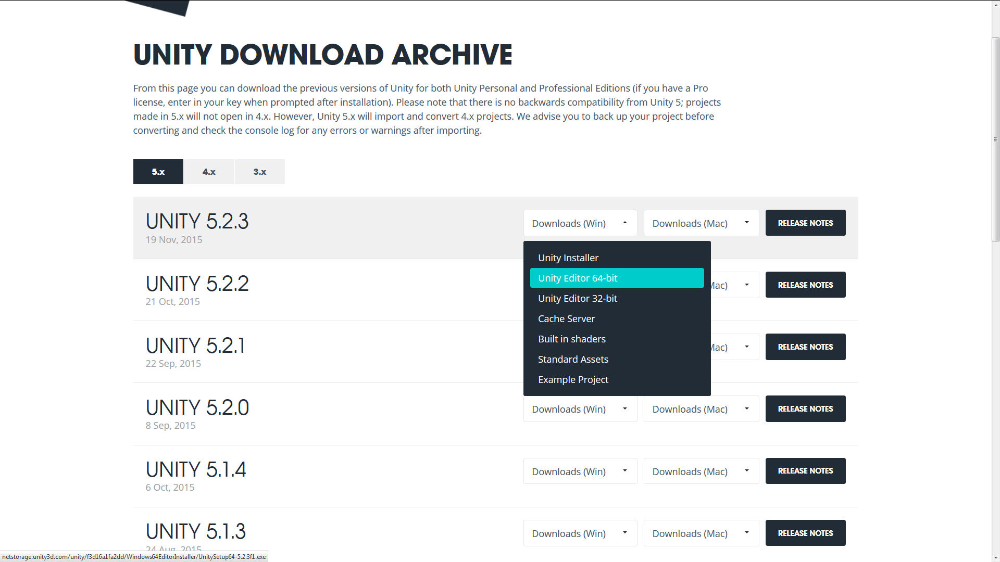 UNITY DOWNLOAD ARCHIVE
From this page you can download the previous versions of Unity for both Unity Personal and Professional Editions (if you have a Pro
license, enter in your key when prompted after installation). Please note that there is no backwards compatibility from Unity 5; projects
made in 5.x will not open in 4.x. However, Unity 5.x will import and convert 4.x projects. We advise you to back up your project before
converting and check the console log for any errors or warnings after importing.
5.x 4.x 3.x
UNITY 5.2.3
19 Nov, 2015
Downloads (Win) Downloads (Mac) RELEASE NOTES
Unity Installer
Unity Editor 64-bit
Unity Editor 32-bit
Cache Server
Built in shaders
Standard Assets
Example Project
UNITY 5.2.2
21 Oct, 2015
Mac) RELEASE NOTES
UNITY 5.2.1
22 Sep, 2015
Mac) RELEASE NOTES
UNITY 5.2.0
8 Sep, 2015
Downloads (Win) Downloads (Mac) RELEASE NOTES
UNITY 5.1.4
6 Oct, 2015
Downloads (Win) Downloads (Mac) RELEASE NOTES
UNITY 5.1.3
24 Aug, 2015
Downloads (Win) Downloads (Mac) RELEASE NOTES
netstorage.unity3d.com/unity/f3d16a1fa2dd/Windows64EditorInstaller/UnitySetup64-5.2.3f1.exe